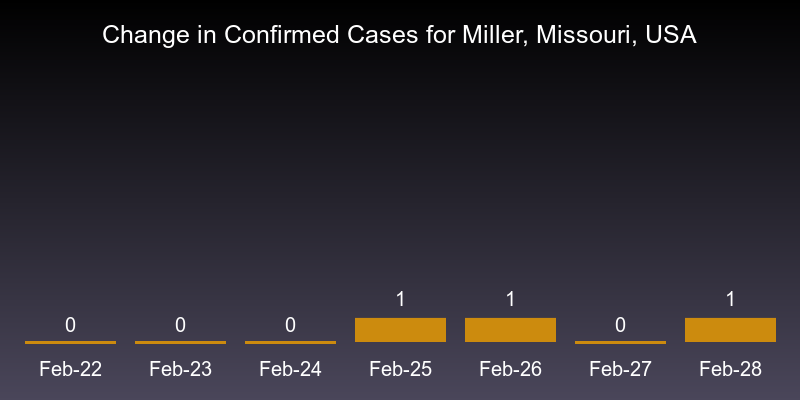 Change in Confirmed Cases for Miller, Missouri, USA
0 0 0 1 1 0 1
Feb-22 Feb-23 Feb-24 Feb-25 Feb-26 Feb-27 Feb-28